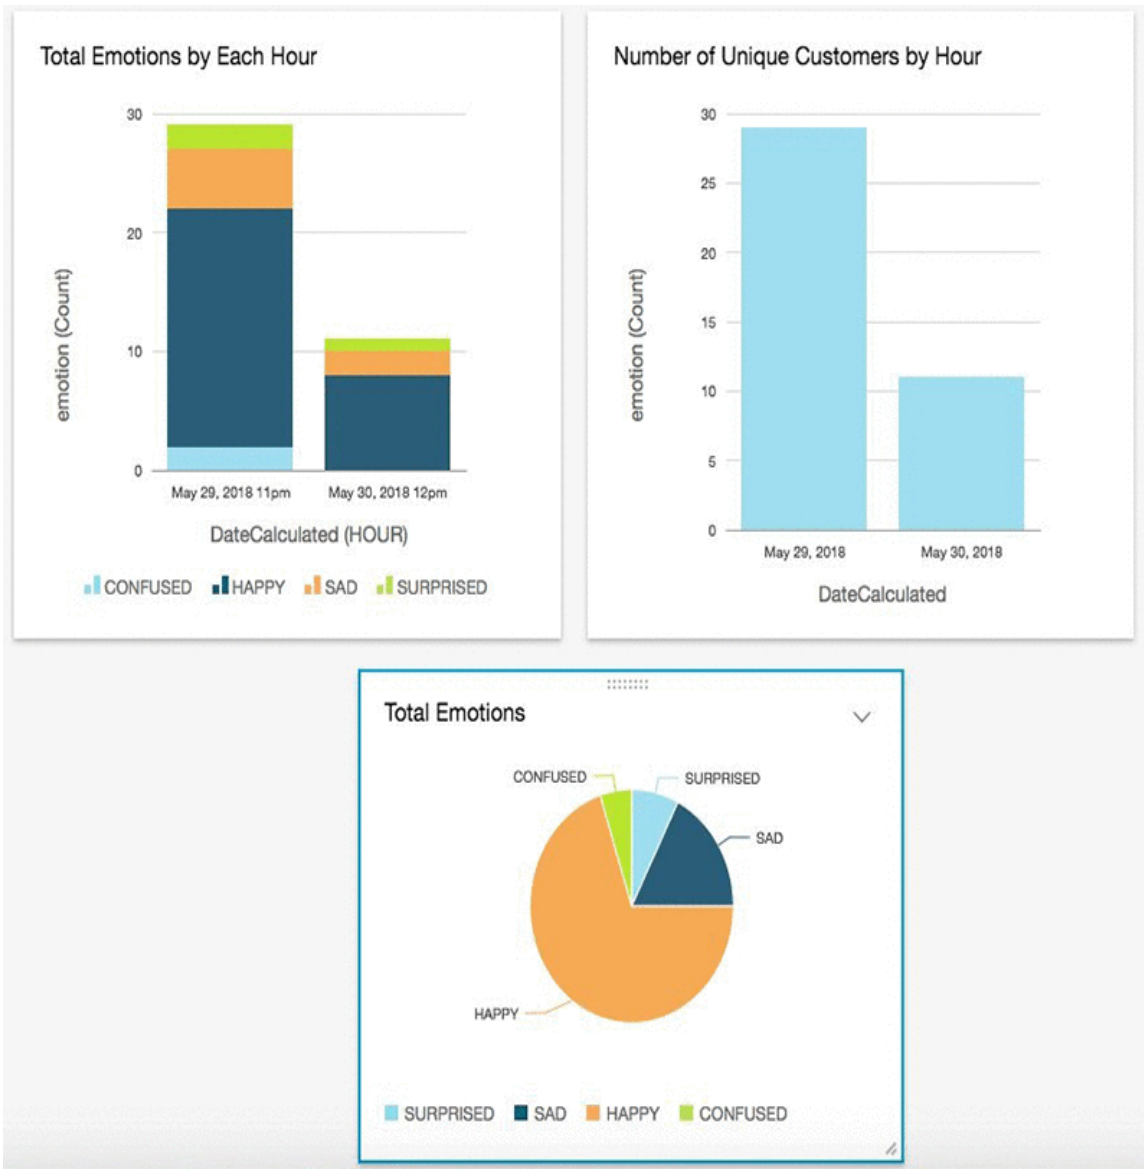 Total Emotions by Each Hour
30
20
10
0
emotion (Count)
May 29, 2018 11pm
May 30, 2018 12pm
DateCalculated (HOUR)
CONFUSED HAPPY SAD SURPRISED
Number of Unique Customers by Hour
30
25
20
15
10
5
0
emotion (Count)
May 29, 2018
May 30, 2018
DateCalculated
Total Emotions
CONFUSED
SURPRISED
SAD
HAPPY
SURPRISED SAD HAPPY CONFUSED